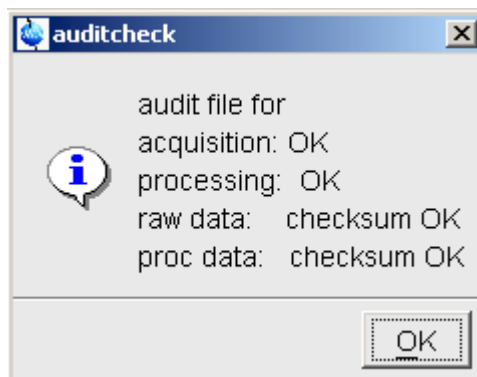 auditcheck
audit file for
acquisition: OK
processing: OK
raw data: checksum OK
proc data: checksum OK
OK